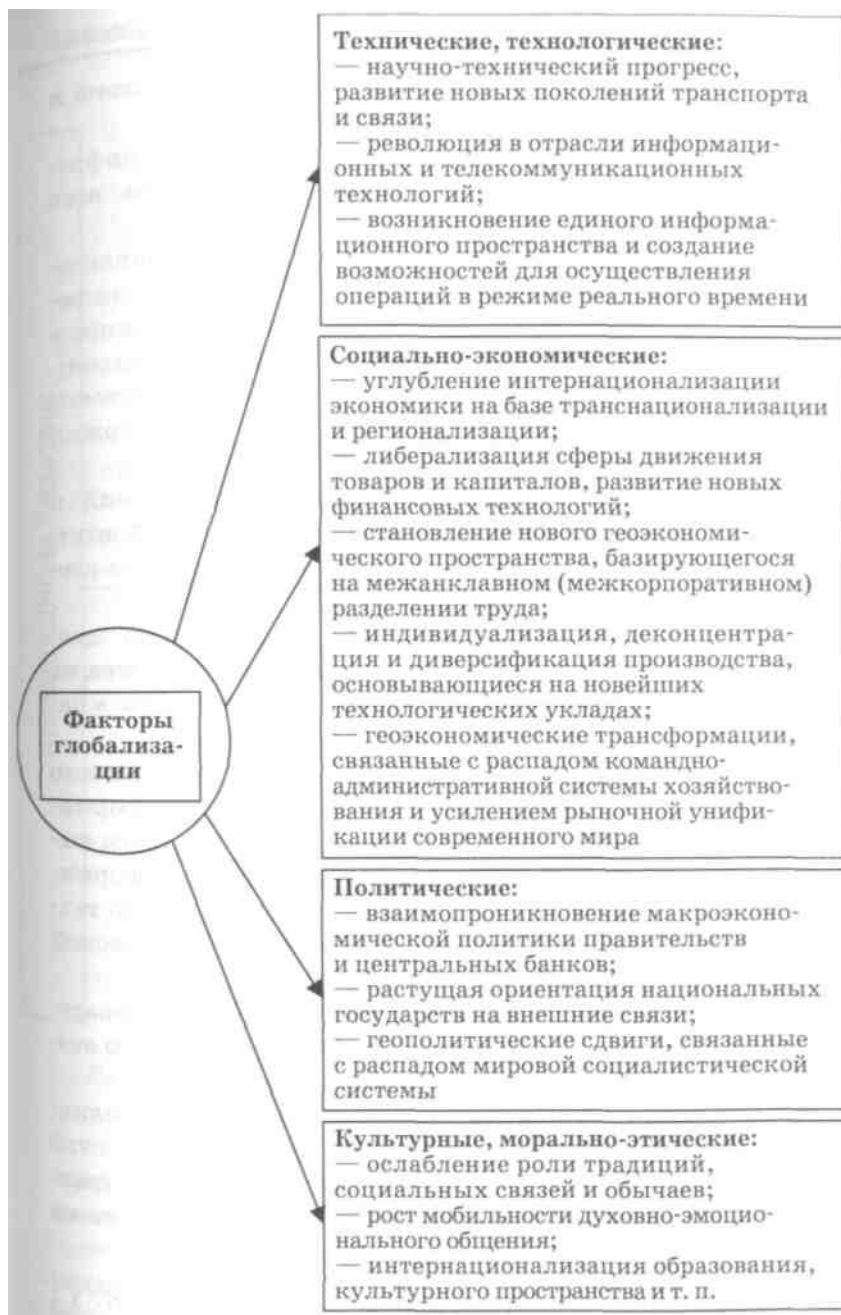 Технические, технологические:
— научно-технический прогресс,
развитие новых поколений транспорта
и связи;
— революция в отрасли информаци-
онных и телекоммуникационных
технологий;
— возникновение единого информа-
ционного пространства и создание
возможностей для осуществления
операций в режиме реального времени
Социально-экономические:
— углубление интернационализации
экономики на базе транснационализации
и регионализации;
— либерализация сферы движения
товаров и капиталов, развитие новых
финансовых технологий;
— становление нового геоэкономи-
ческого пространства, базирующегося
на межанклавном (межкорпоративном)
разделении труда;
— индивидуализация, деконцентра-
ция и диверсификация производства,
основывающиеся на новейших
технологических укладах;
— геоэкономические трансформации,
связанные с распадом командно-
административной системы хозяйство-
вания и усилением рыночной унифи-
кации современного мира
Факторы
глобализа-
ции
Политические:
— взаимопроникновение макроэконо-
мической политики правительств
и центральных банков;
— растущая ориентация национальных
государств на внешние связи;
— геополитические сдвиги, связанные
с распадом мировой социалистической
системы
Культурные, морально-этические:
— ослабление роли традиций,
социальных связей и обычаев;
— рост мобильности духовно-эмоцио-
нального общения;
— интернационализация образования,
культурного пространства и т. п.